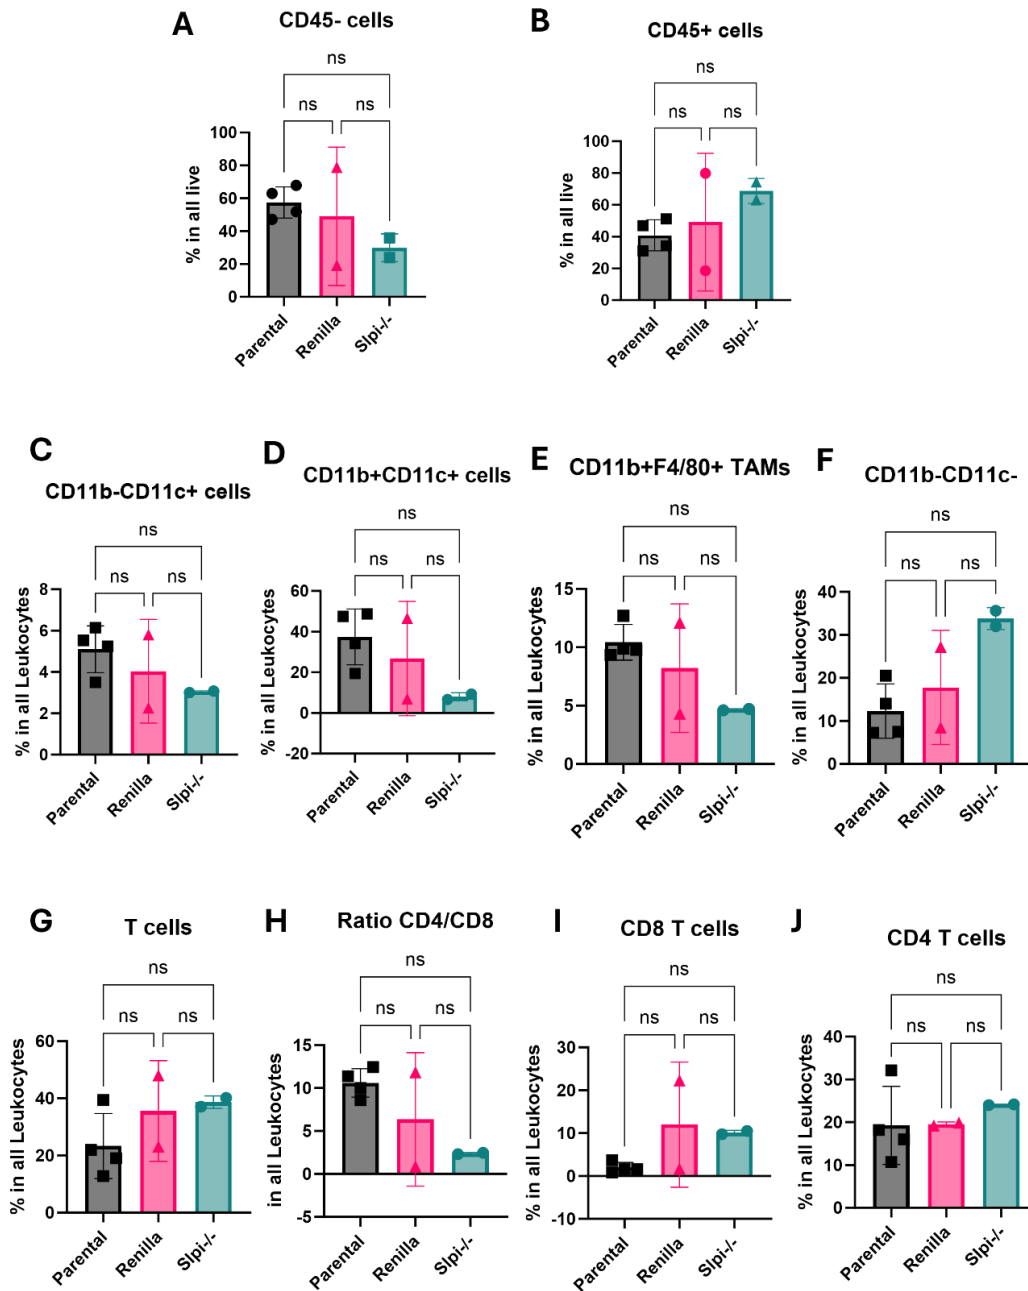 A
CD45- cells
ns
ns
ns
% in all live
100
80
60
40
20
0
Parental
Renilla
Slpi-/-
B
CD45+ cells
ns
ns
ns
% in all live
100
80
60
40
20
0
Parental
Renilla
Slpi-/-
C
CD11b-CD11c+ cells
ns
ns
ns
% in all Leukocytes
8
6
4
2
0
Parental
Renilla
Slpi-/-
D
CD11b+CD11c+ cells
ns
ns
ns
% in all Leukocytes
60
40
20
0
-20
Parental
Renilla
Slpi-/-
E
CD11b+F4/80+ TAMs
ns
ns
ns
% in all Leukocytes
15
10
5
0
Parental
Renilla
Slpi-/-
F
CD11b-CD11c-
ns
ns
ns
% in all Leukocytes
40
30
20
10
0
Parental
Renilla
Slpi-/-
G
T cells
ns
ns
ns
% in all Leukocytes
60
40
20
0
Parental
Renilla
Slpi-/-
H
Ratio CD4/CD8
ns
ns
ns
in all Leukocytes
15
10
5
0
-5
Parental
Renilla
Slpi-/-
I
CD8 T cells
ns
ns
ns
% in all Leukocytes
30
20
10
0
-10
Parental
Renilla
Slpi-/-
J
CD4 T cells
ns
ns
ns
% in all Leukocytes
40
30
20
10
0
Parental
Renilla
Slpi-/-